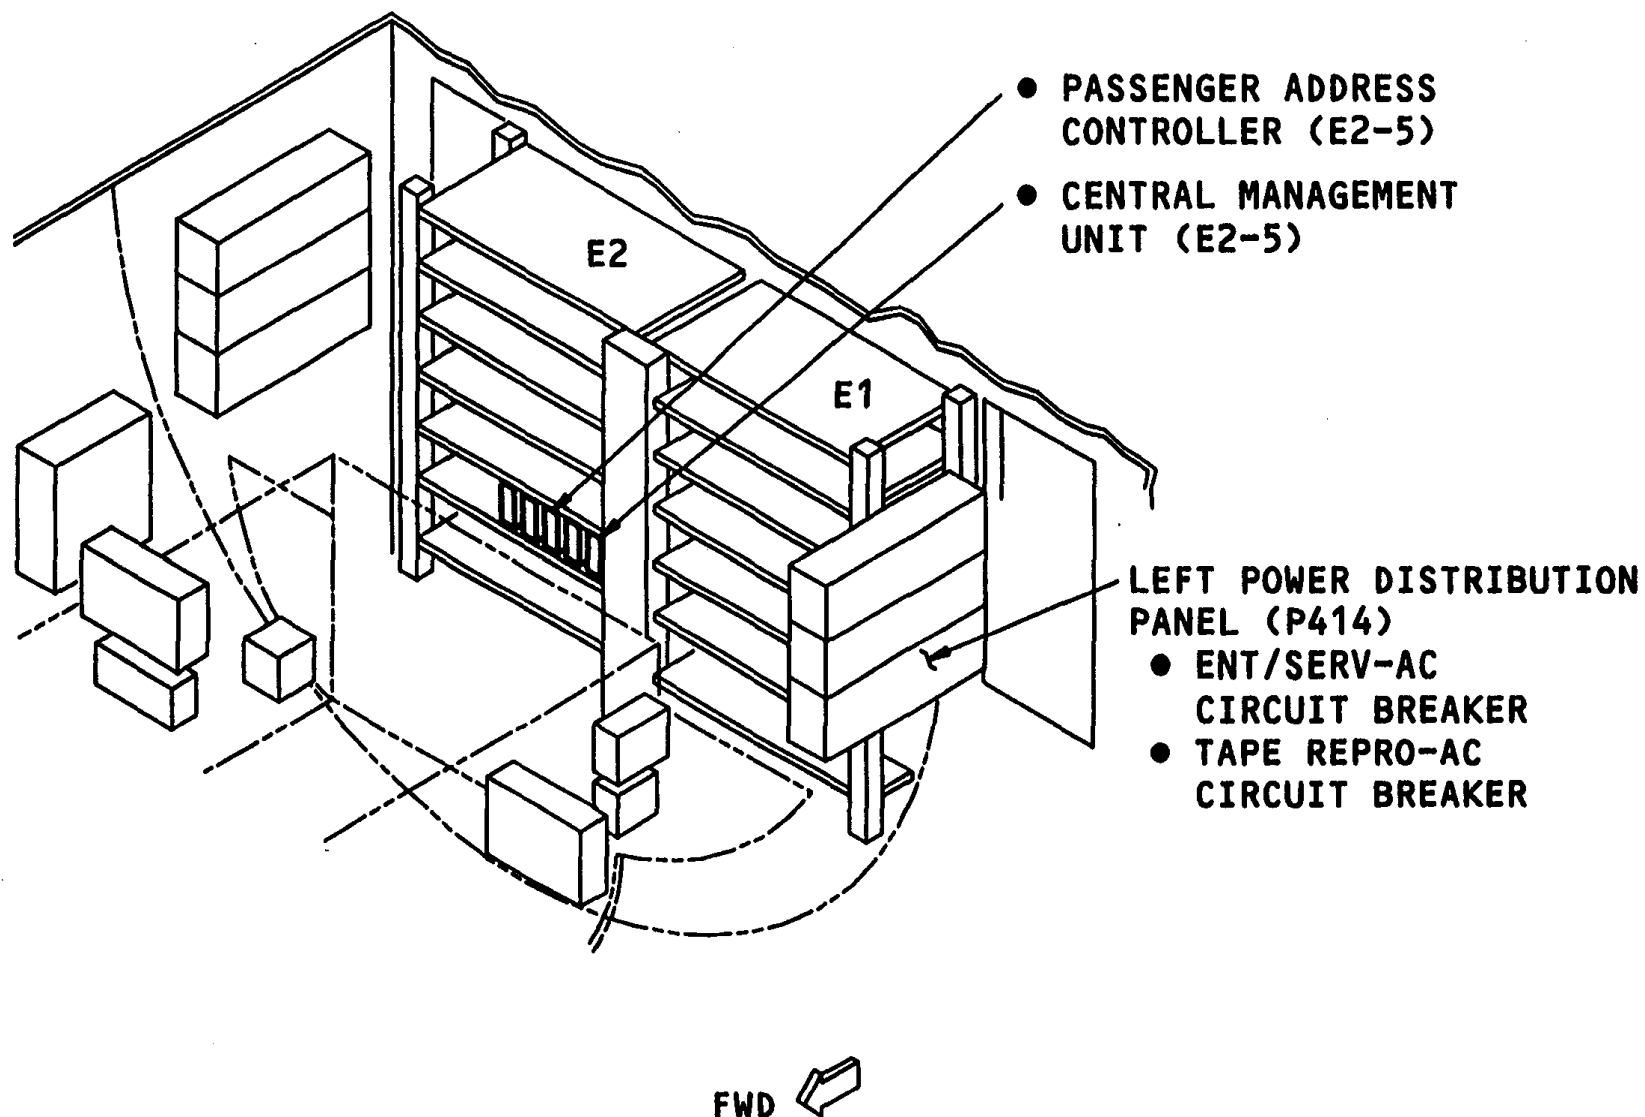 ● PASSENGER ADDRESS
CONTROLLER (E2-5)
● CENTRAL MANAGEMENT
UNIT (E2-5)
E2
E1
LEFT POWER DISTRIBUTION
PANEL (P414)
● ENT/SERV-AC
CIRCUIT BREAKER
● TAPE REPRO-AC
CIRCUIT BREAKER
FWD